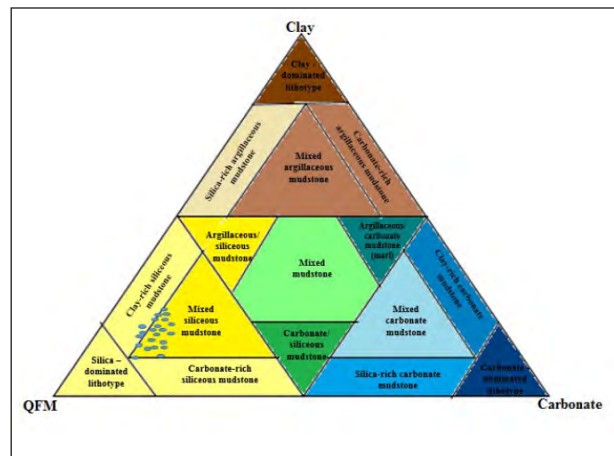 Clay
Clay -
dominated
lithotype
Silica-rich argillaceous
mudstone
Mixed
argillaceous
mudstone
Carbonate-rich
argillaceous mudstone
Clay-rich siliceous
mudstone
Argillaceous/
siliceous
mudstone
Mixed
mudstone
Argillaceous/
carbonate
mudstone
(marl)
Clay-rich carbonate
mudstone
Mixed
siliceous
mudstone
Carbonate/
siliceous
mudstone
Mixed
carbonate
mudstone
Silica –
dominated
lithotype
Carbonate-rich
siliceous mudstone
Silica-rich carbonate
mudstone
Carbonate -
dominated
lithotype
QFM
Carbonate